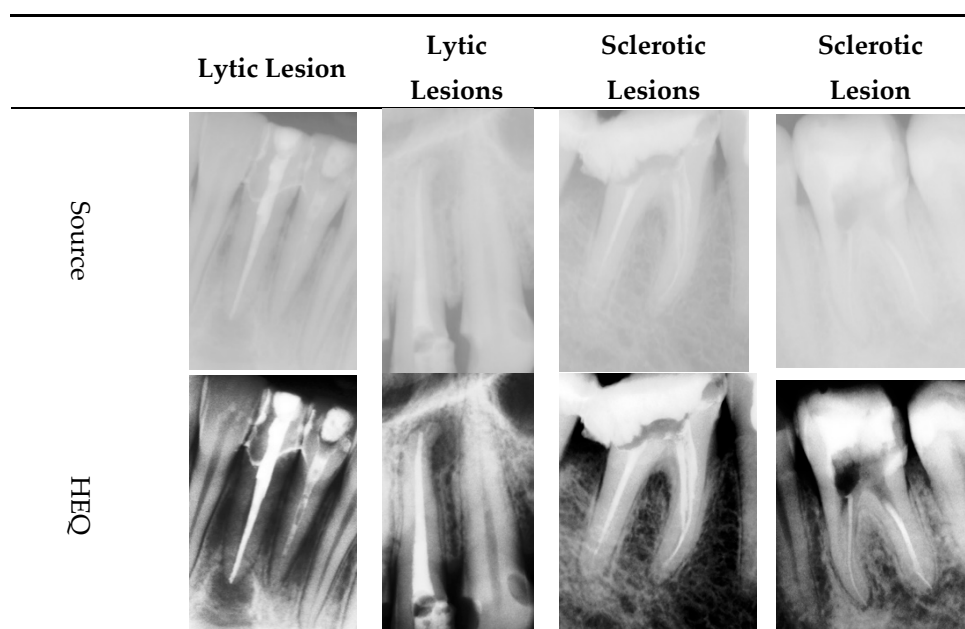 Lytic Lesion
Lytic
Lesions
Sclerotic
Lesions
Sclerotic
Lesion
Source
HEQ